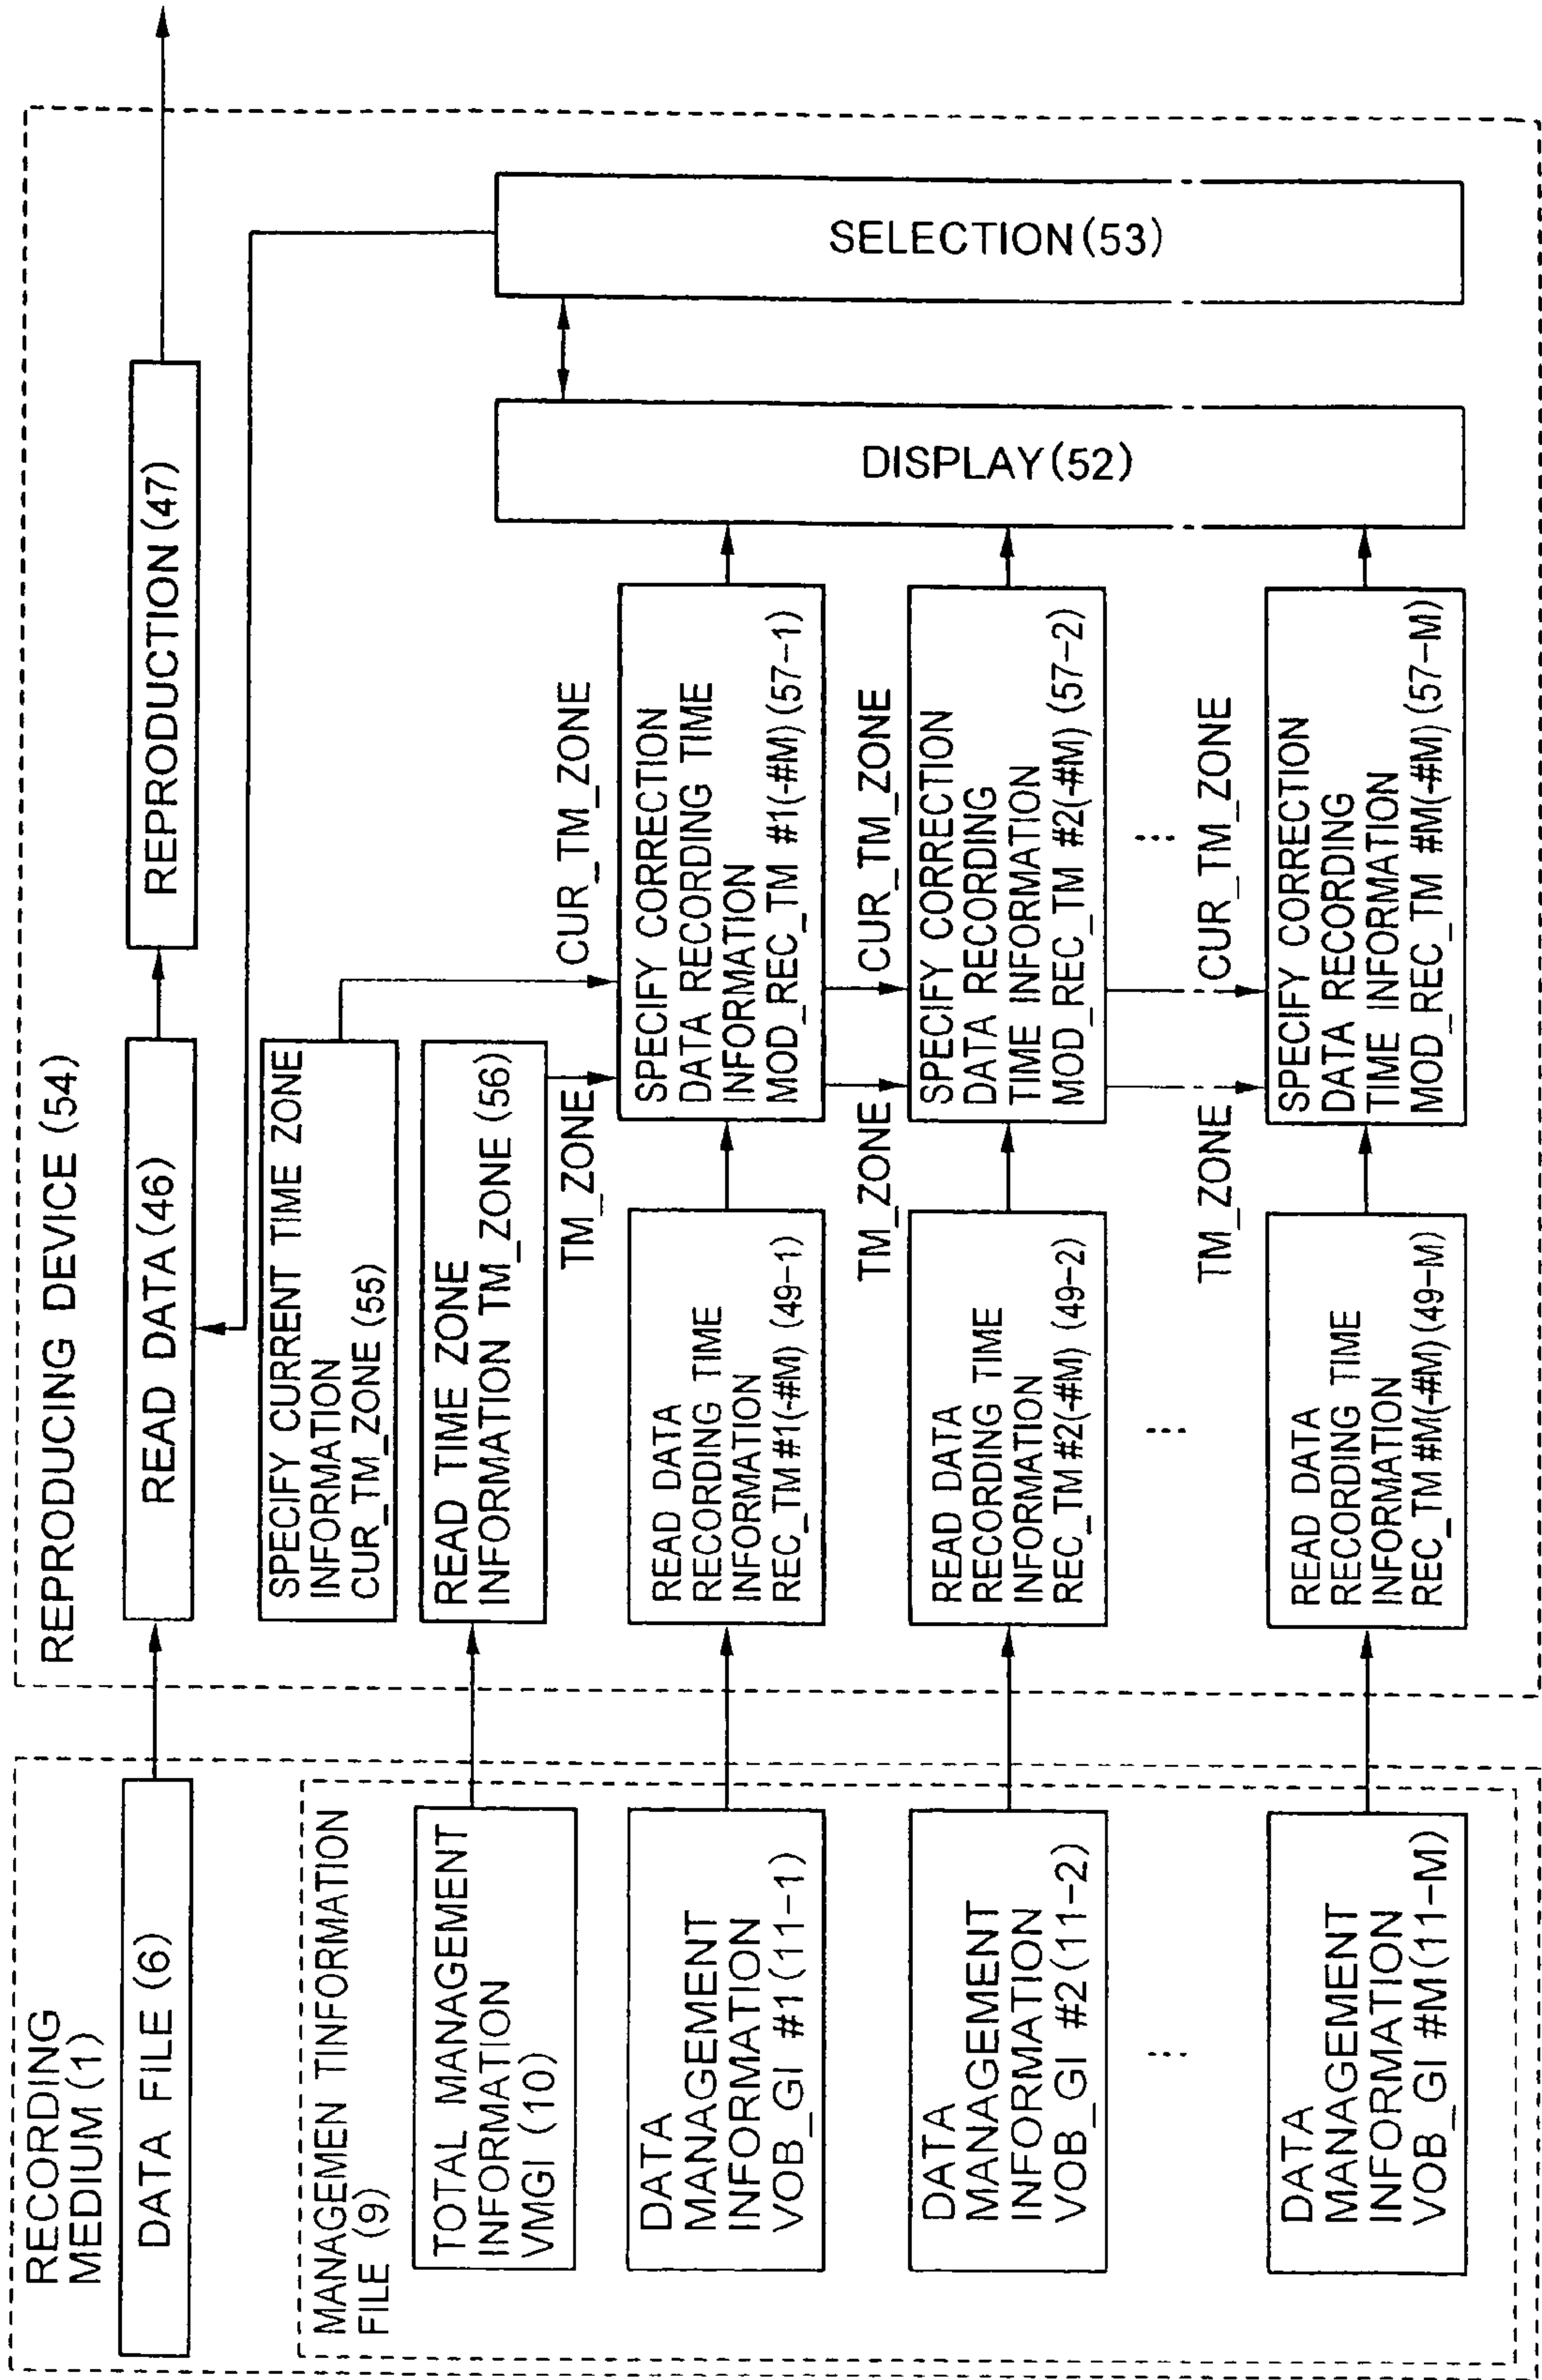 RECORDING
MEDIUM (1)
DATA FILE (6)
MANAGEMEN TINFORMATION
FILE (9)
TOTAL MANAGEMENT
INFORMATION
VMGI (10)
DATA
MANAGEMENT
INFORMATION
VOB_GI #1 (11-1)
DATA
MANAGEMENT
INFORMATION
VOB_GI #2 (11-2)
⋮
DATA
MANAGEMENT
INFORMATION
VOB_GI #M (11-M)
REPRODUCING DEVICE (54)
READ DATA (46)
REPRODUCTION (47)
SPECIFY CURRENT TIME ZONE
INFORMATION
CUR_TM_ZONE (55)
READ TIME ZONE
INFORMATION TM_ZONE (56)
TM_ZONE
CUR_TM_ZONE
READ DATA
RECORDING TIME
INFORMATION
REC_TM #1(-#M) (49-1)
SPECIFY CORRECTION
DATA RECORDING TIME
INFORMATION
MOD_REC_TM #1(-#M) (57-1)
TM_ZONE
CUR_TM_ZONE
READ DATA
RECORDING TIME
INFORMATION
REC_TM #2(-#M) (49-2)
SPECIFY CORRECTION
DATA RECORDING
TIME INFORMATION
MOD_REC_TM #2(-#M) (57-2)
⋮
⋮
TM_ZONE
CUR_TM_ZONE
READ DATA
RECORDING TIME
INFORMATION
REC_TM #M(-#M) (49-M)
SPECIFY CORRECTION
DATA RECORDING
TIME INFORMATION
MOD_REC_TM #M(-#M) (57-M)
DISPLAY (52)
SELECTION (53)